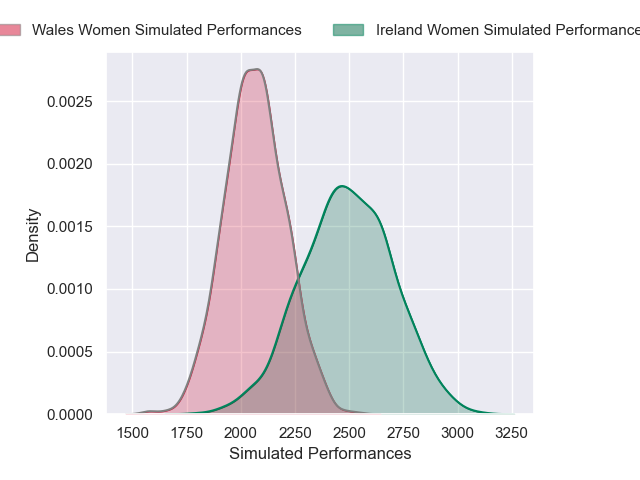 Wales Women Simulated Performances
Ireland Women Simulated Performance
0.0025
0.0020
0.0015
0.0010
0.0005
0.0000
Density
1500 1750 2000 2250 2500 2750 3000 3250
Simulated Performances